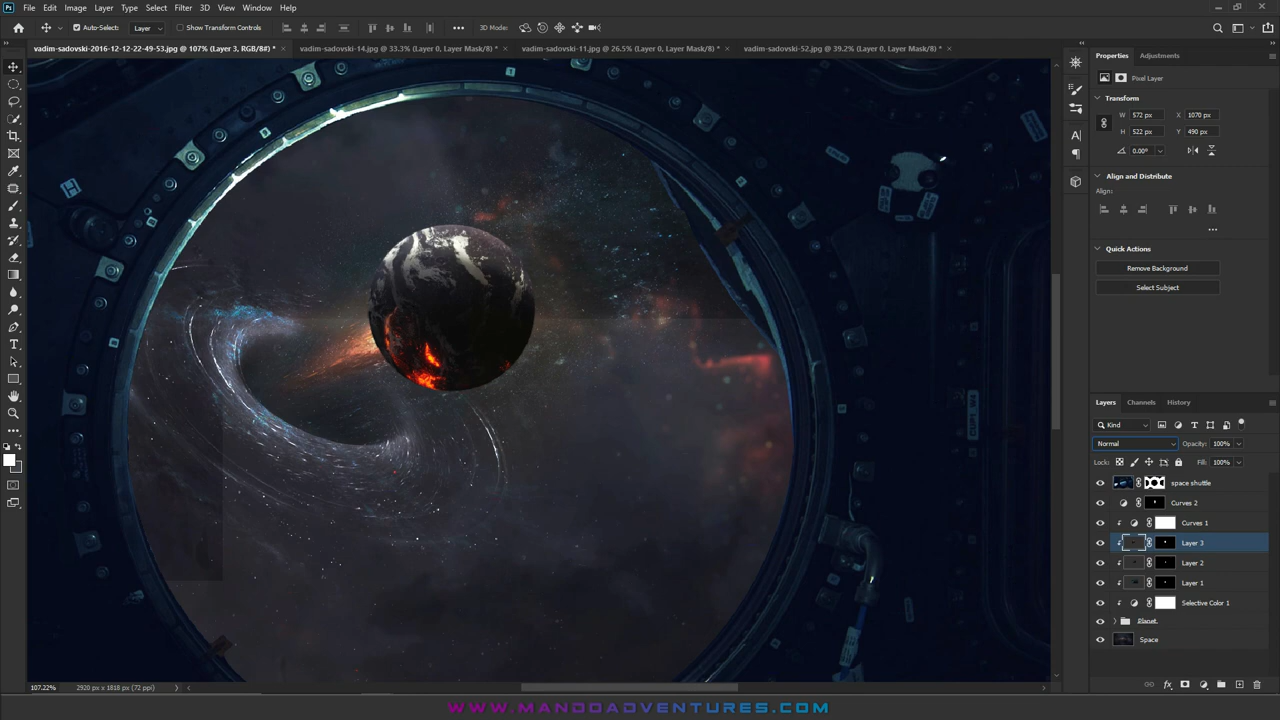 Ps File Edit Image Layer Type Select Filter 3D View Window Help
Auto-Select: Layer Show Transform Controls 3D Mode:
vadim-sadovski-2016-12-12-22-49-53.jpg @ 107% (Layer 3, RGB/8#) * × vadim-sadovski-14.jpg @ 33.3% (Layer 0, Layer Mask/8) * × vadim-sadovski-11.jpg @ 26.5% (Layer 0, Layer Mask/8) * × vadim-sadovski-52.jpg @ 39.2% (Layer 0, Layer Mask/8) * ×
Properties Adjustments
Pixel Layer
Transform
W 572 px X 1070 px
H 522 px Y 490 px
0.00°
Align and Distribute
Align:
Quick Actions
Remove Background
Select Subject
Layers Channels History
Kind
Normal Opacity: 100%
Lock: Fill: 100%
space shuttle
Curves 2
Curves 1
Layer 3
Layer 2
Layer 1
Selective Color 1
Planet
Space
107.22% 2920 px x 1818 px (72 ppi)
WWW.MANDOADVENTURES.COM